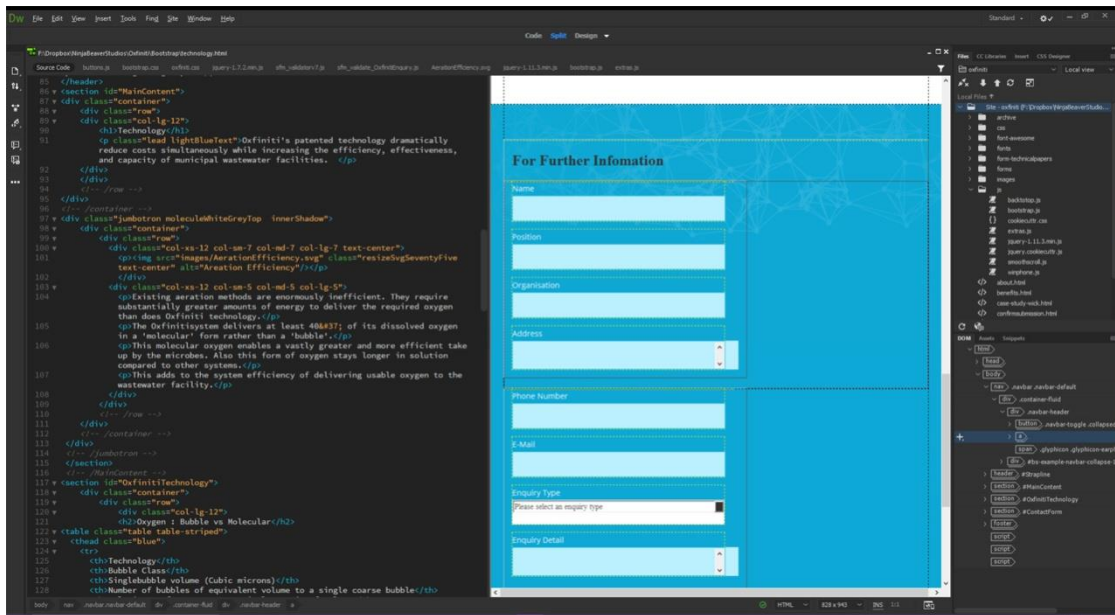 Dw File Edit View Insert Tools Find Site Window Help Standard
Code Split Design
F:\Dropbox\NinjaBeaverStudios\Oxfiniti\Bootstrap\technology.html
Source Code buttons.js bootstrap.css oxfiniti.css jquery-1.7.2.min.js sfm_validatorv7.js sfm_validate_OxfinitiEnquiry.js AerationEfficiency.svg jquery-1.11.3.min.js bootstrap.js extras.js
85 </header>
86 <section id="MainContent">
87 <div class="container">
88 <div class="row">
89 <div class="col-lg-12">
90 <h1>Technology</h1>
91 <p class="lead lightBlueText">Oxfiniti's patented technology dramatically
reduce costs simultaneously while increasing the efficiency, effectiveness,
and capacity of municipal wastewater facilities. </p>
92 </div>
93 </div>
94 <!-- /row -->
95 </div>
96 <!-- /container -->
97 <div class="jumbotron moleculeWhiteGreyTop innerShadow">
98 <div class="container">
99 <div class="row">
100 <div class="col-xs-12 col-sm-7 col-md-7 col-lg-7 text-center">
101 <p><img src="images/AerationEfficiency.svg" class="resizeSvgSeventyFive
text-center" alt="Areation Efficiency"/></p>
102 </div>
103 <div class="col-xs-12 col-sm-5 col-md-5 col-lg-5">
104 <p>Existing aeration methods are enormously inefficient. They require
substantially greater amounts of energy to deliver the required oxygen
than does Oxfiniti technology.</p>
105 <p>The Oxfinitisystem delivers at least 40&#37; of its dissolved oxygen
in a 'molecular' form rather than a 'bubble'.</p>
106 <p>This molecular oxygen enables a vastly greater and more efficient take
up by the microbes. Also this form of oxygen stays longer in solution
compared to other systems.</p>
107 <p>This adds to the system efficiency of delivering usable oxygen to the
wastewater facility.</p>
108 </div>
109 </div>
110 <!-- /row -->
111 </div>
112 <!-- /container -->
113 </div>
114 <!-- /jumbotron -->
115 </section>
116 <!-- /MainContent -->
117 <section id="OxfinitiTechnology">
118 <div class="container">
119 <div class="row">
120 <div class="col-lg-12">
121 <h2>Oxygen : Bubble vs Molecular</h2>
122 <table class="table table-striped">
123 <thead class="blue">
124 <tr>
125 <th>Technology</th>
126 <th>Bubble Class</th>
127 <th>Singlebubble volume (Cubic microns)</th>
128 <th>Number of bubbles of equivalent volume to a single coarse bubble</th>
body nav .navbar.navbar-default div .container-fluid div .navbar-header a
For Further Infomation
Name
Position
Organisation
Address
Phone Number
E-Mail
Enquiry Type
Please select an enquiry type
Enquiry Detail
HTML 828 x 943 INS 1:1
Files CC Libraries Insert CSS Designer
oxfiniti Local view
Local Files
Site - oxfiniti (F:\Dropbox\NinjaBeaverStudio...
archive
css
font-awesome
fonts
form-technicalpapers
forms
images
js
backtotop.js
bootstrap.js
cookiecuttr.css
extras.js
jquery-1.11.3.min.js
jquery.cookiecuttr.js
smoothscroll.js
winphone.js
about.html
benefits.html
case-study-wick.html
confirmsubmission.html
DOM Assets Snippets
html
head
body
nav .navbar .navbar-default
div .container-fluid
div .navbar-header
button .navbar-toggle .collapsed
a
span .glyphicon .glyphicon-earp
div #bs-example-navbar-collapse-1
header #Strapline
section #MainContent
section #OxfinitiTechnology
section #ContactForm
footer
script
script
script